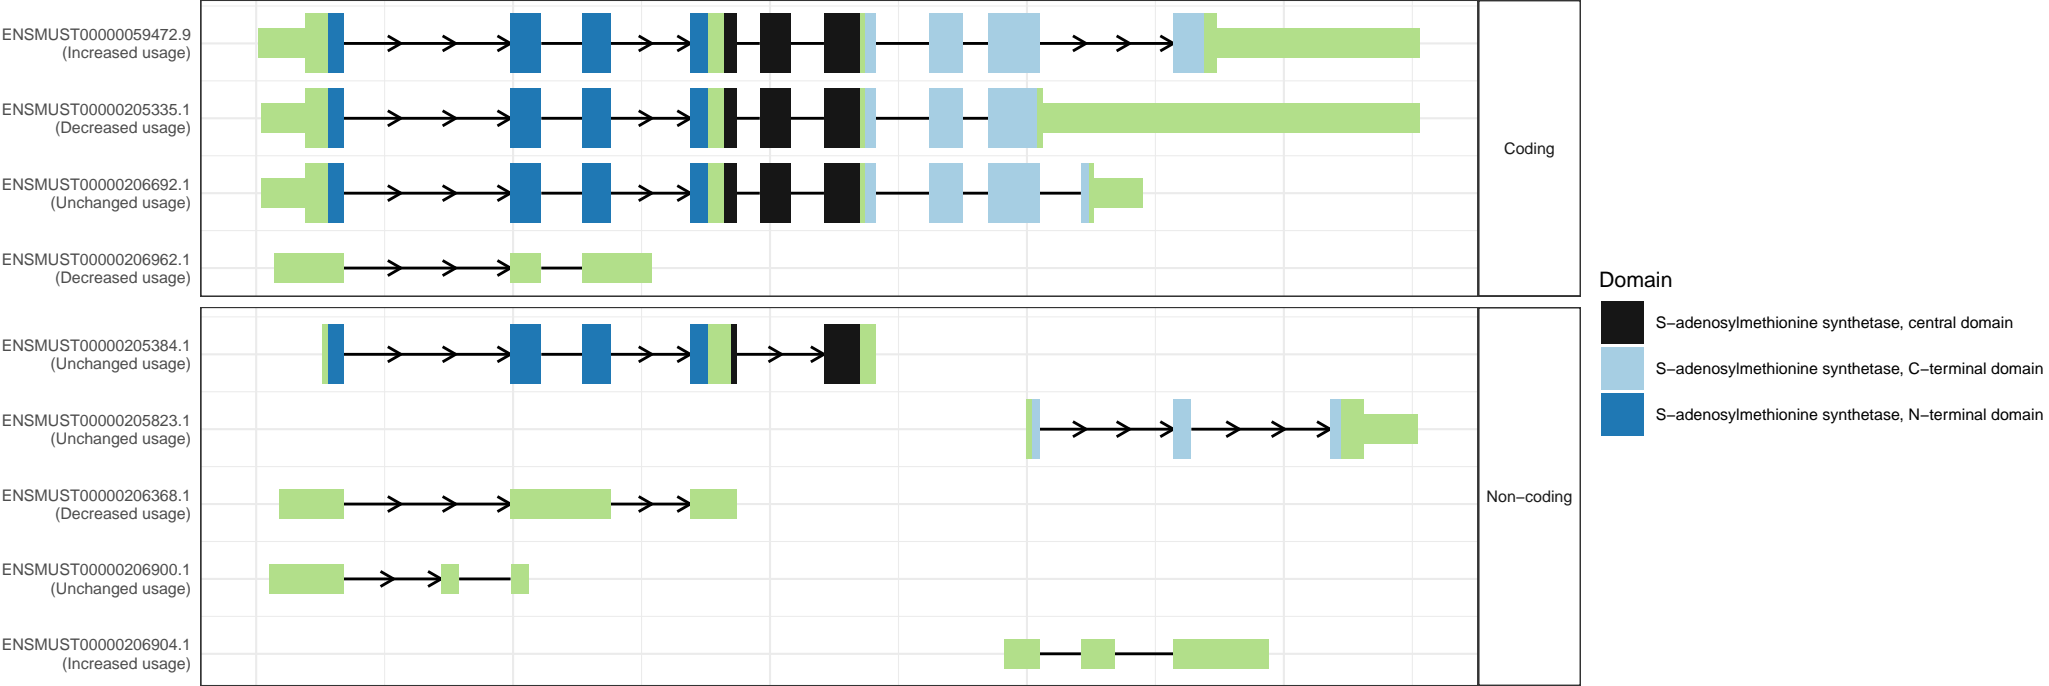 ENSMUST00000059472.9
(Increased usage)
ENSMUST00000205335.1
(Decreased usage)
ENSMUST00000206692.1
(Unchanged usage)
ENSMUST00000206962.1
(Decreased usage)
Coding
ENSMUST00000205384.1
(Unchanged usage)
ENSMUST00000205823.1
(Unchanged usage)
ENSMUST00000206368.1
(Decreased usage)
ENSMUST00000206900.1
(Unchanged usage)
ENSMUST00000206904.1
(Increased usage)
Non−coding
Domain
S−adenosylmethionine synthetase, central domain
S−adenosylmethionine synthetase, C−terminal domain
S−adenosylmethionine synthetase, N−terminal domain